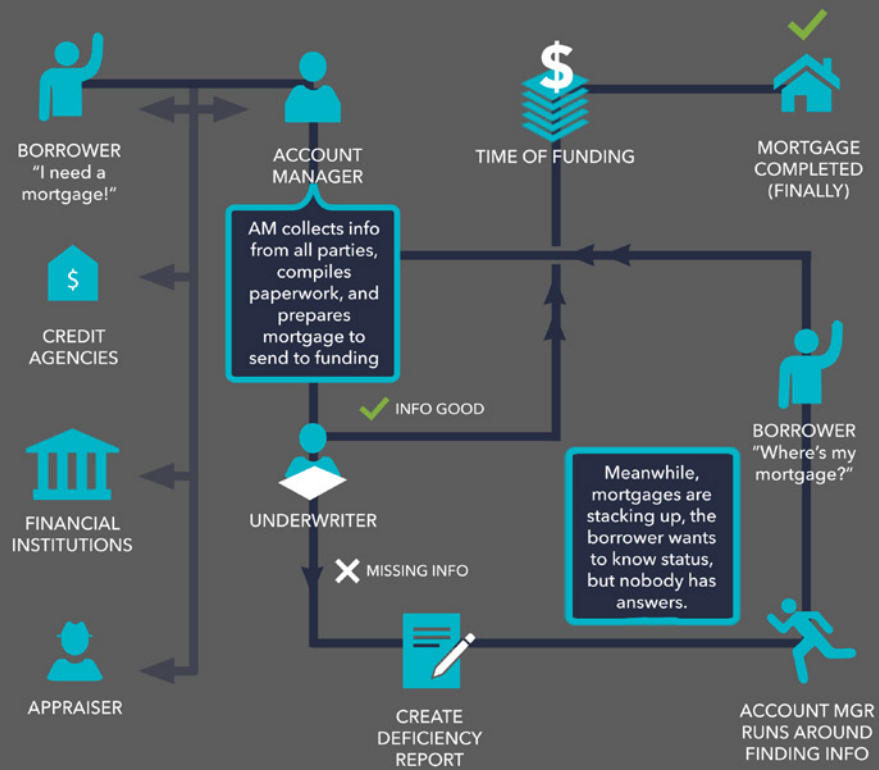 BORROWER
"I need a
mortgage!"
ACCOUNT
MANAGER
$
TIME OF FUNDING
MORTGAGE
COMPLETED
(FINALLY)
AM collects info
from all parties,
compiles
paperwork, and
prepares
mortgage to
send to funding
$
CREDIT
AGENCIES
INFO GOOD
BORROWER
"Where's my
mortgage?"
FINANCIAL
INSTITUTIONS
UNDERWRITER
MISSING INFO
Meanwhile,
mortgages are
stacking up, the
borrower wants
to know status,
but nobody has
answers.
APPRAISER
CREATE
DEFICIENCY
REPORT
ACCOUNT MGR
RUNS AROUND
FINDING INFO